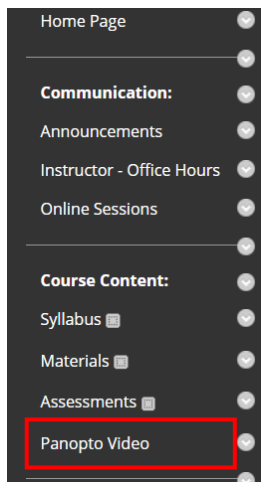 Home Page
Communication:
Announcements
Instructor - Office Hours
Online Sessions
Course Content:
Syllabus
Materials
Assessments
Panopto Video